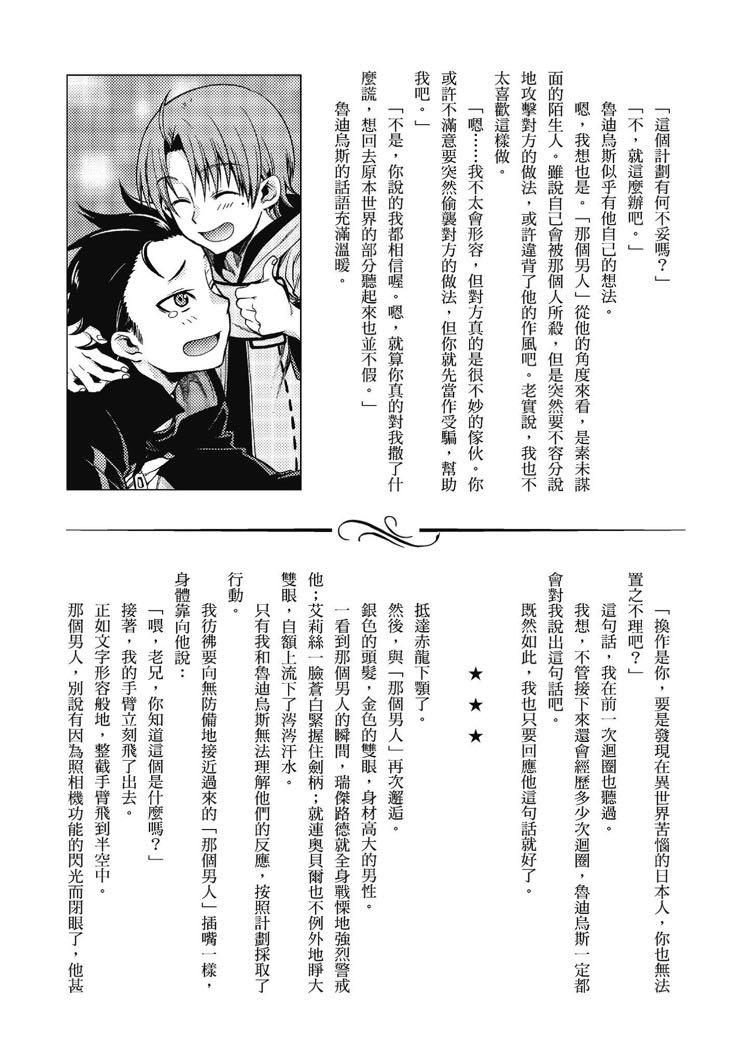 「這個計劃有何不妥嗎？」
「不，就這麼辦吧。」
魯迪烏斯似乎有他自己的想法。
嗯，我想也是。「那個男人」從他的角度來看，是素未謀
面的陌生人。雖說自己會被那個人所殺，但是突然要不容分說
地攻擊對方的做法，或許違背了他的作風吧。老實說，我也不
太喜歡這樣做。
「嗯……我不太會形容，但對方真的是很不妙的傢伙。你
或許不滿意要突然偷襲對方的做法，但你就先當作受騙，幫助
我吧。」
「不是，你說的我都相信喔。嗯，就算你真的對我撒了什
麼謊，想回去原本世界的部分聽起來也並不假。」
魯迪烏斯的話語充滿溫暖。
「換作是你，要是發現在異世界苦惱的日本人，你也無法
置之不理吧？」
這句話，我在前一次迴圈也聽過。
我想，不管接下來還會經歷多少次迴圈，魯迪烏斯一定都
會對我說出這句話吧。
既然如此，我也只要回應他這句話就好了。
★ ★ ★
抵達赤龍下顎了。
然後，與「那個男人」再次邂逅。
銀色的頭髮，金色的雙眼，身材高大的男性。
一看到那個男人的瞬間，瑞傑路德就全身戰慄地強烈警戒
他；艾莉絲一臉蒼白緊握住劍柄；就連奧貝爾也不例外地睜大
雙眼，自額上流下了涔涔汗水。
只有我和魯迪烏斯無法理解他們的反應，按照計劃採取了
行動。
我彷彿要向無防備地接近過來的「那個男人」插嘴一樣，
身體靠向他說：
「喂，老兄，你知道這個是什麼嗎？」
接著，我的手臂立刻飛了出去。
正如文字形容般地，整截手臂飛到半空中。
那個男人，別說有因為照相機功能的閃光而閉眼了，他甚